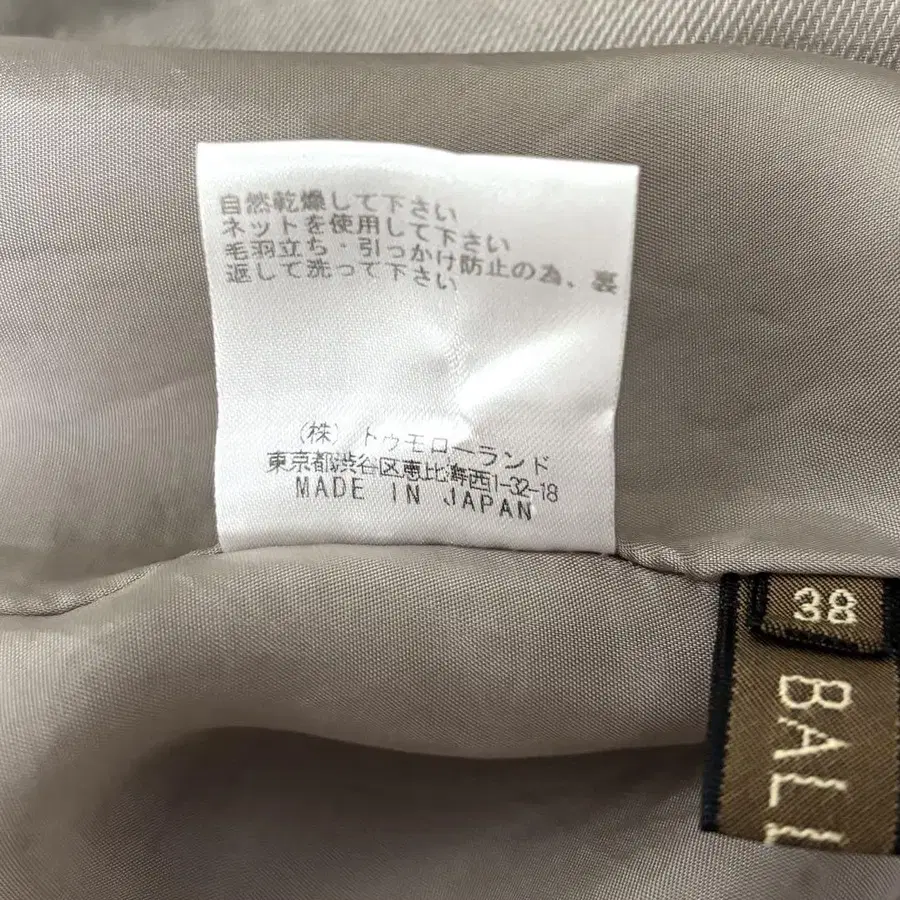 自然乾燥して下さい
ネットを使用して下さい
毛羽立ち・引っかけ防止の為、裏
返して洗って下さい
(株) トゥモローランド
東京都渋谷区恵比寿西1-32-18
MADE IN JAPAN
38
BALL